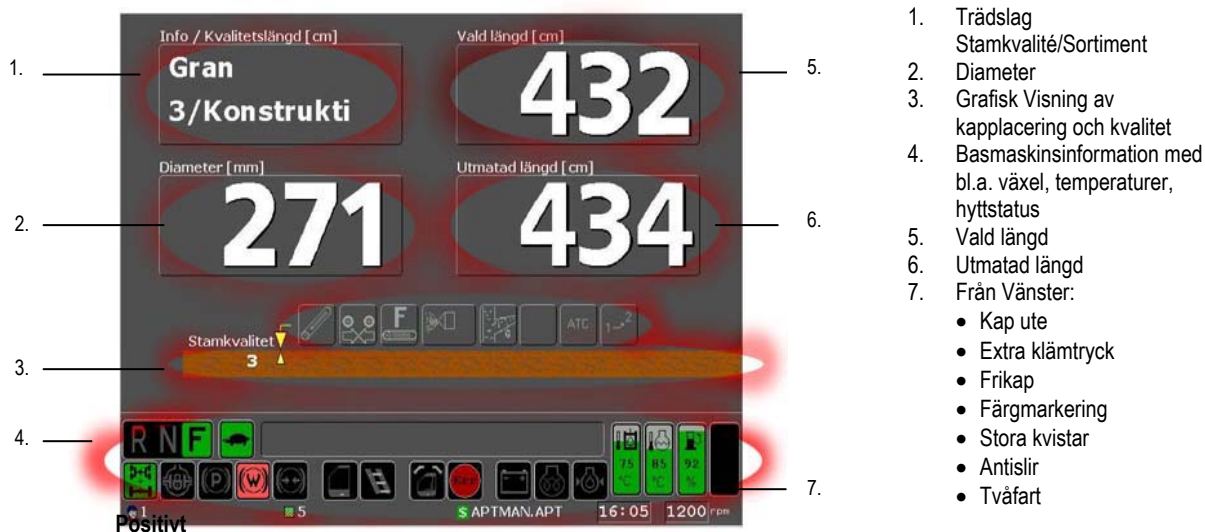 Info / Kvalitetslängd [cm]
Gran
3/Konstrukti
Vald längd [cm]
432
Diameter [mm]
271
Utmatad längd [cm]
434
F
ATC
1→2
Stamkvalitet
3
R N F
75
°C
85
°C
92
%
P
W
1
5
S APTMAN.APT
16:05
1200 rpm
Positivt
1.
2.
3.
4.
5.
6.
7.
1. Trädslag
Stamkvalité/Sortiment
2. Diameter
3. Grafisk Visning av
kapplacering och kvalitet
4. Basmaskinsinformation med
bl.a. växel, temperaturer,
hyttstatus
5. Vald längd
6. Utmatad längd
7. Från Vänster:
• Kap ute
• Extra klämtryck
• Frikap
• Färgmarkering
• Stora kvistar
• Antislir
• Tvåfart